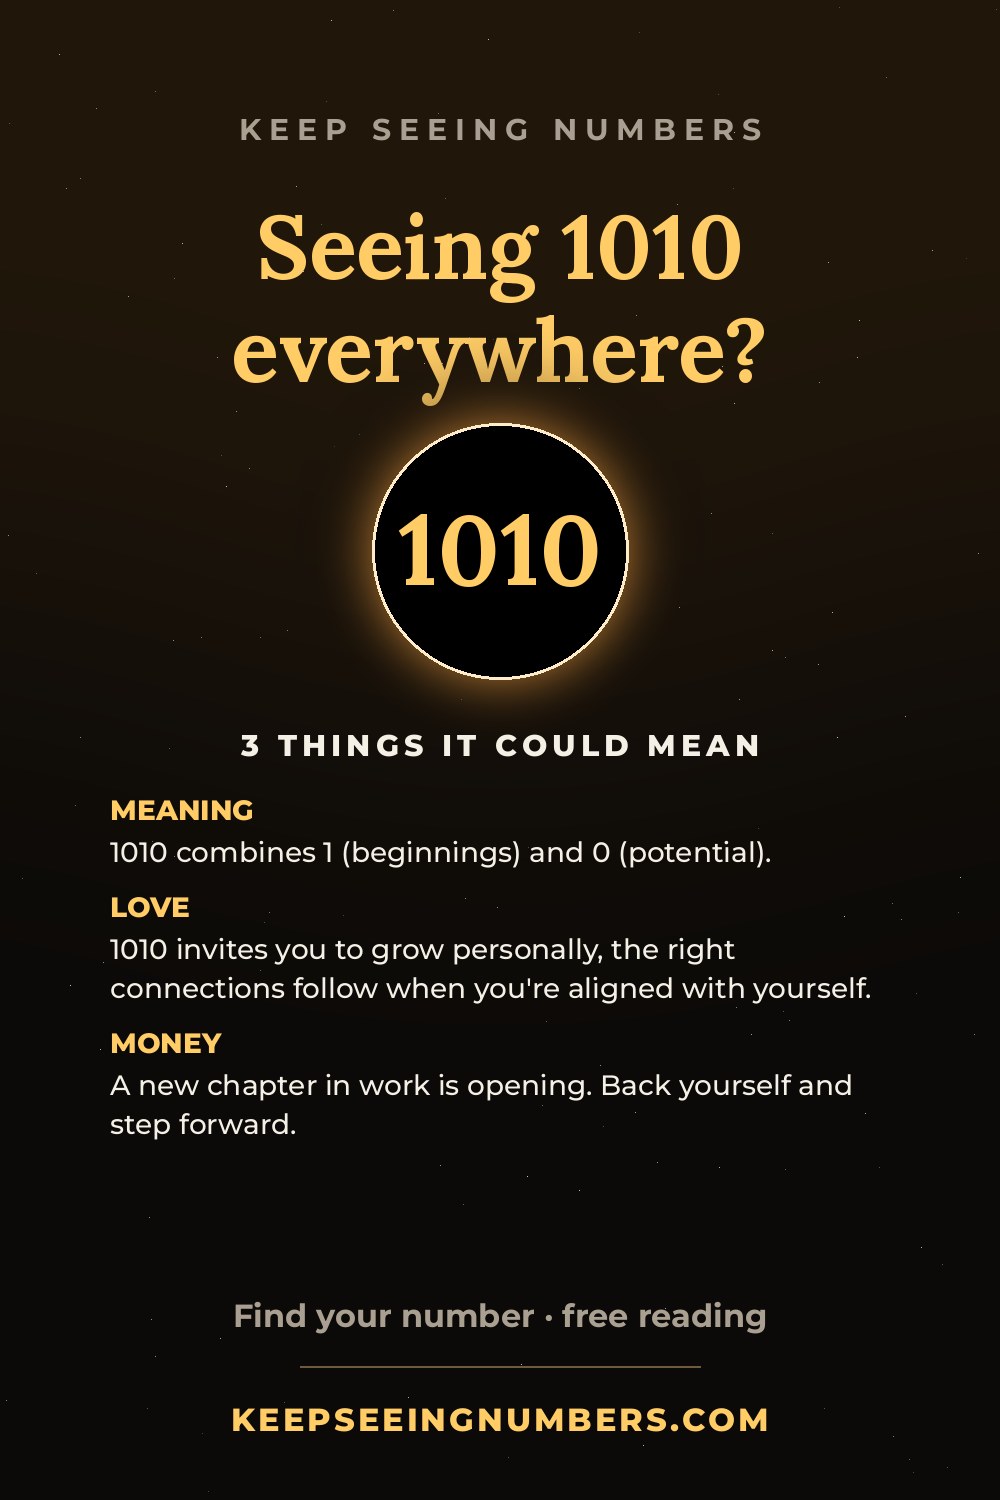 KEEP SEEING NUMBERS
Seeing 1010
everywhere?
1010
3 THINGS IT COULD MEAN
MEANING
1010 combines 1 (beginnings) and 0 (potential).
LOVE
1010 invites you to grow personally, the right
connections follow when you're aligned with yourself.
MONEY
A new chapter in work is opening. Back yourself and
step forward.
Find your number · free reading
KEEPSEEINGNUMBERS.COM